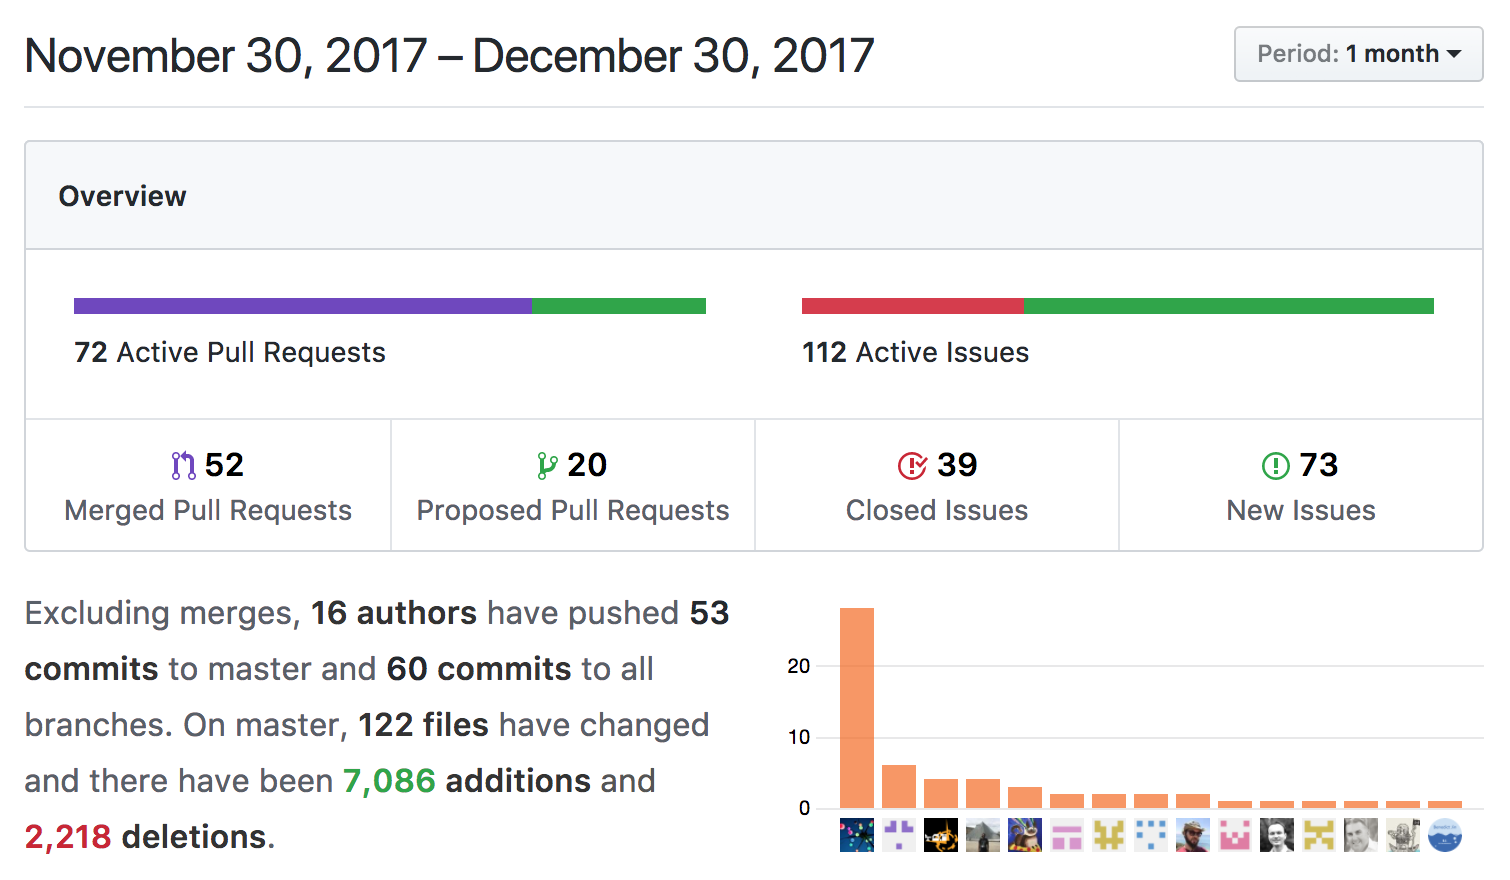 November 30, 2017 – December 30, 2017
Period: 1 month
Overview
72 Active Pull Requests
112 Active Issues
52
Merged Pull Requests
20
Proposed Pull Requests
39
Closed Issues
73
New Issues
Excluding merges, 16 authors have pushed 53
commits to master and 60 commits to all
branches. On master, 122 files have changed
and there have been 7,086 additions and
2,218 deletions.
20
10
0